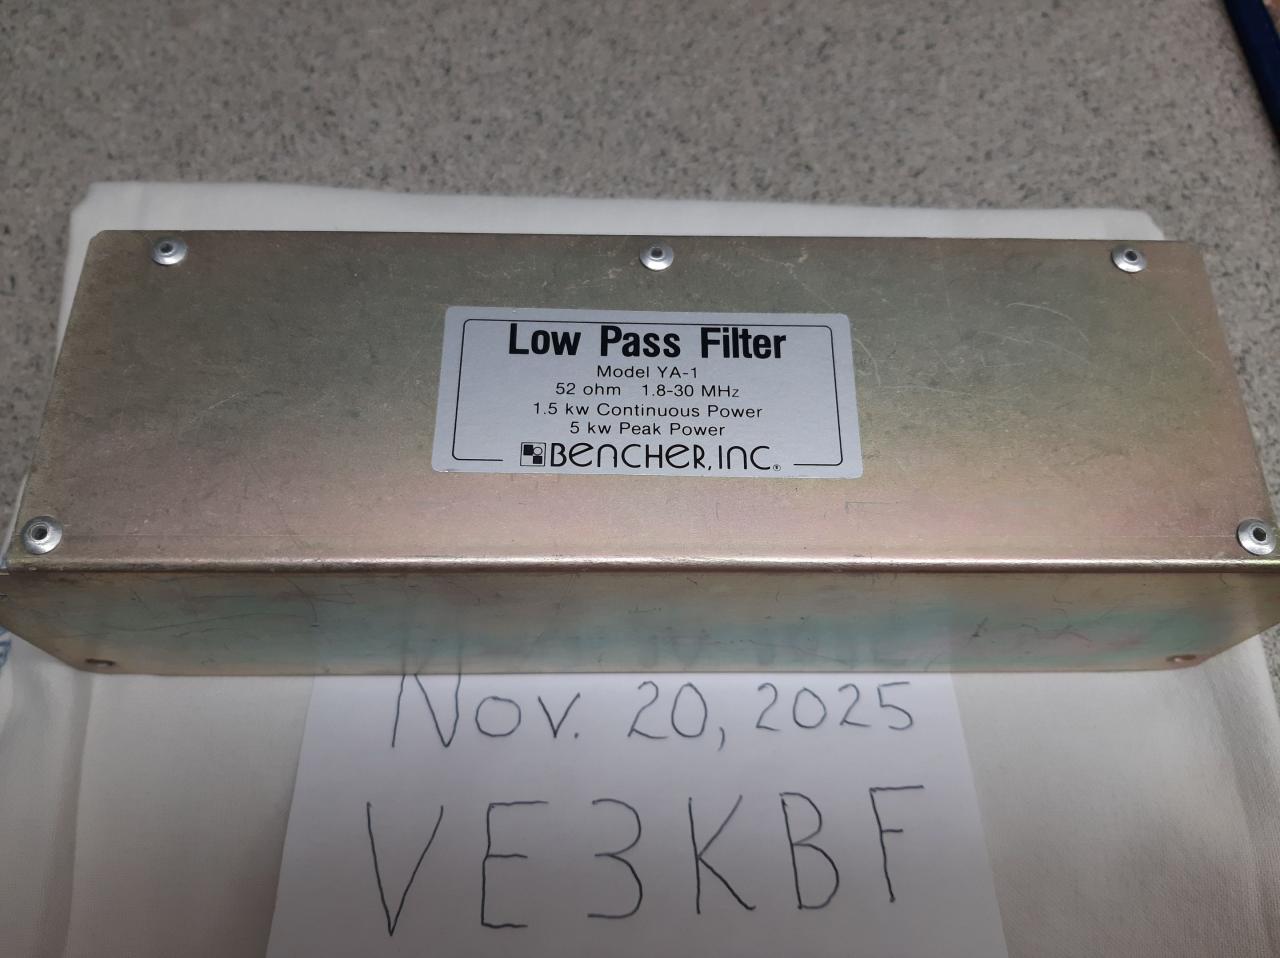 Low Pass Filter
Model YA-1
52 ohm 1.8-30 MHz
1.5 kw Continuous Power
5 kw Peak Power
BENCHER, INC.®
Nov. 20, 2025
VE3KBF